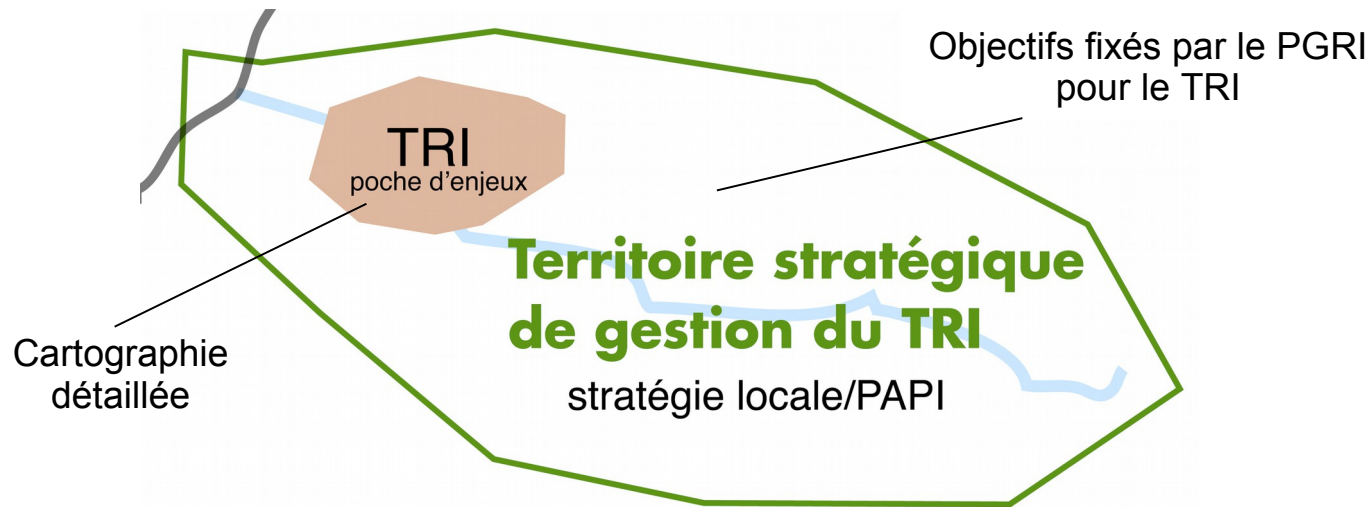 Objectifs fixés par le PGRI
pour le TRI
TRI
poche d'enjeux
Territoire stratégique
de gestion du TRI
stratégie locale/PAPI
Cartographie
détaillée